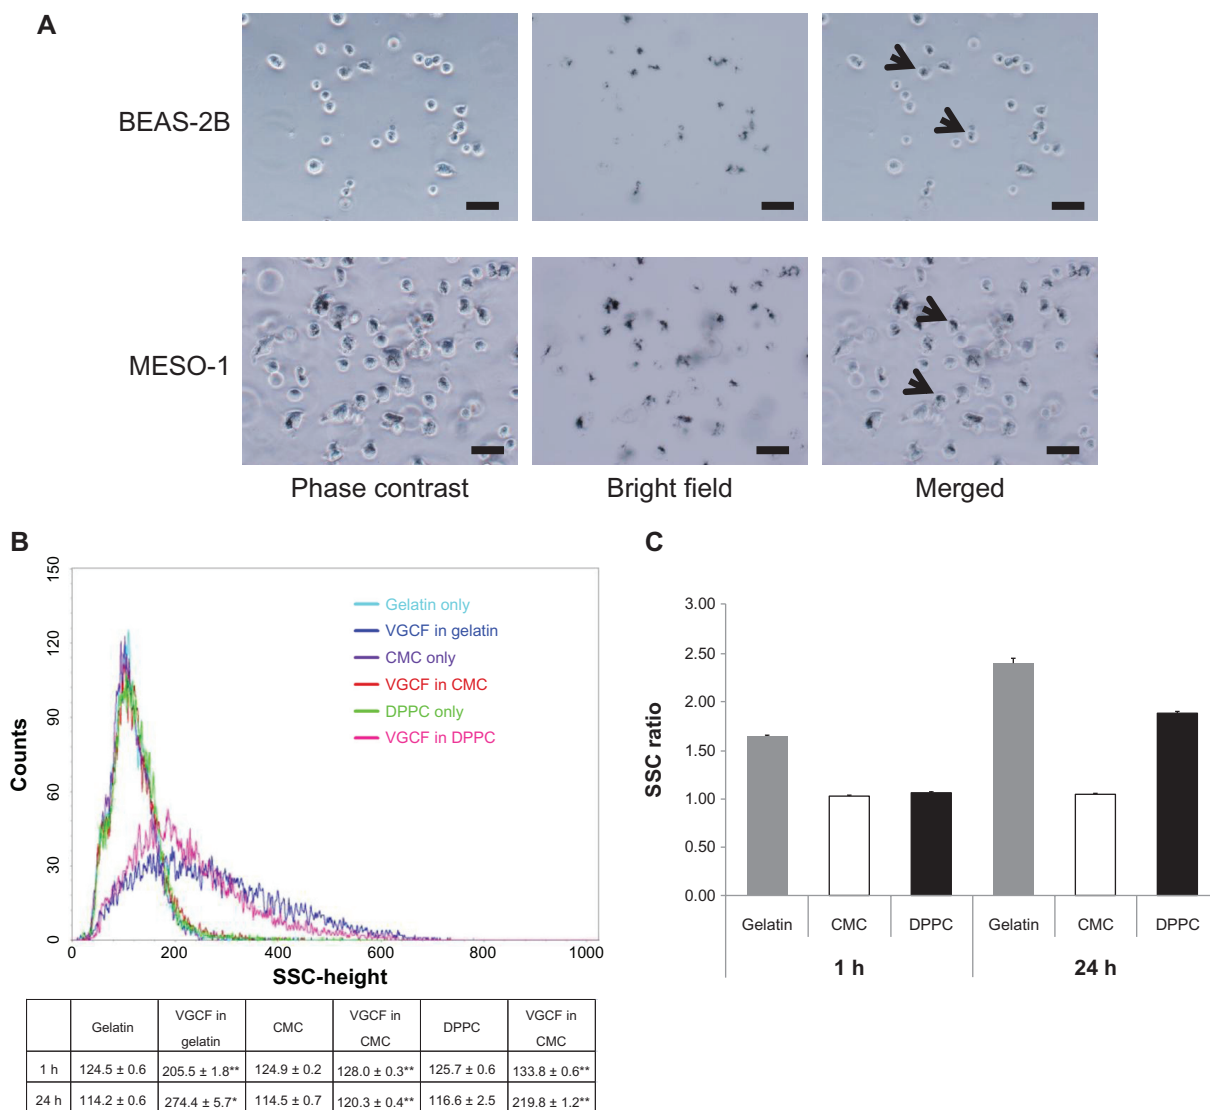 A
BEAS-2B
MESO-1
Phase contrast
Bright field
Merged
B
150
120
90
60
30
0
Counts
Gelatin only
VGCF in gelatin
CMC only
VGCF in CMC
DPPC only
VGCF in DPPC
0
200
400
600
800
1000
SSC-height
Gelatin
VGCF in gelatin
CMC
VGCF in CMC
DPPC
VGCF in CMC
1 h 124.5 ± 0.6 205.5 ± 1.8** 124.9 ± 0.2 128.0 ± 0.3** 125.7 ± 0.6 133.8 ± 0.6**
24 h 114.2 ± 0.6 274.4 ± 5.7* 114.5 ± 0.7 120.3 ± 0.4** 116.6 ± 2.5 219.8 ± 1.2**
C
3.00
2.50
2.00
1.50
1.00
0.50
0.00
SSC ratio
Gelatin
CMC
DPPC
Gelatin
CMC
DPPC
1 h
24 h